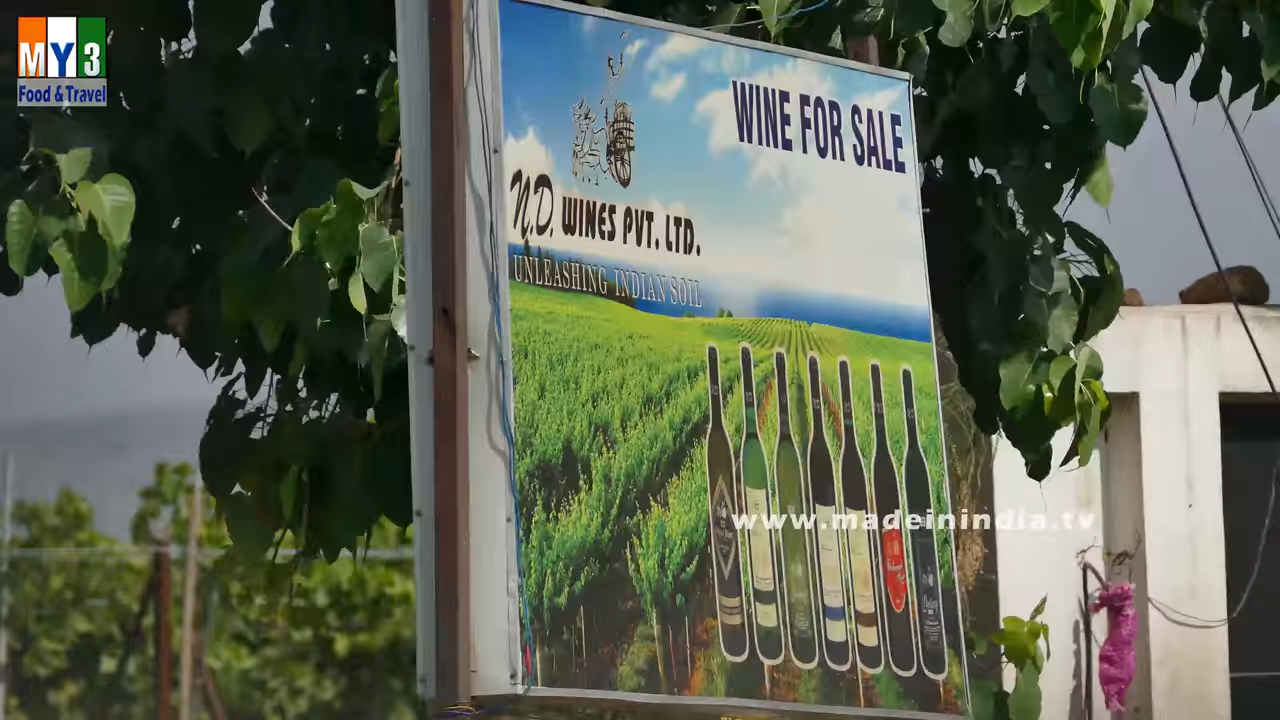 MY3
Food & Travel
WINE FOR SALE
N.D. WINES PVT. LTD.
UNLEASHING INDIAN SOIL
www.madeinindia.tv